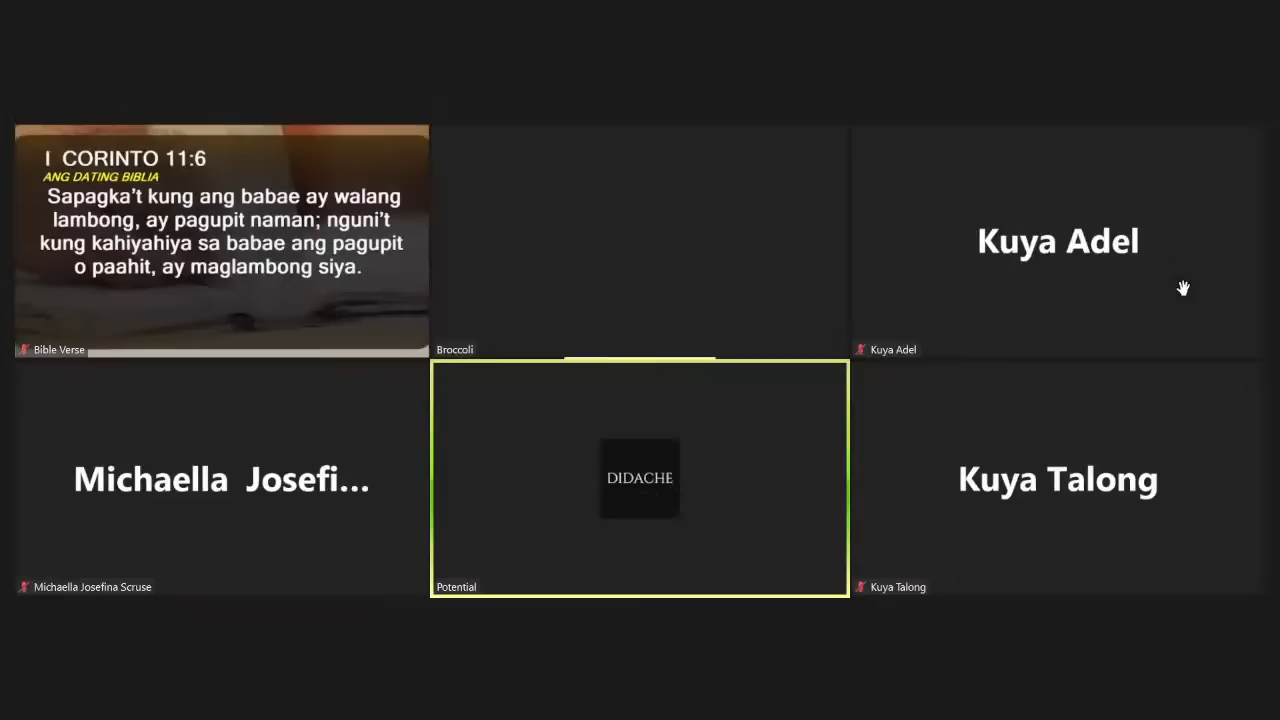 I CORINTO 11:6
ANG DATING BIBLIA
Sapagka't kung ang babae ay walang
lambong, ay pagupit naman; nguni't
kung kahiyahiya sa babae ang pagupit
o paahit, ay maglambong siya.
Bible Verse
Broccoli
Kuya Adel
Kuya Adel
Michaella Josefi...
Michaella Josefina Scruse
DIDACHE
Potential
Kuya Talong
Kuya Talong